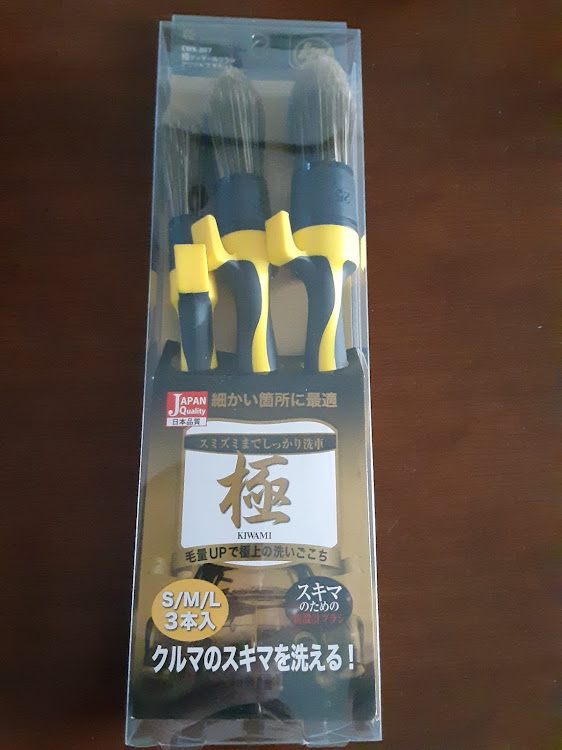 25
JAPAN
Quality
日本品質
細かい箇所に最適
スミズミまでしっかり洗車
極
KIWAMI
毛量UPで極上の洗いごこち
S/M/L
3本入
スキマ
のための
クルマのスキマを洗える!